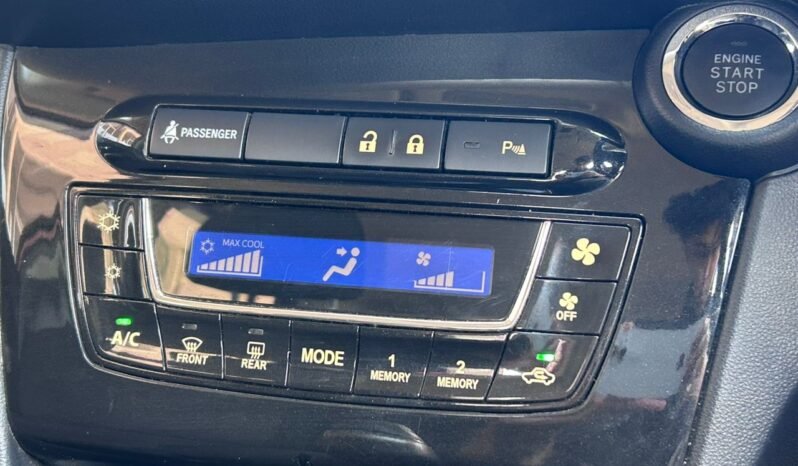 ENGINE
START
STOP
PASSENGER
P
MAX COOL
OFF
A/C
FRONT
REAR
MODE
1
MEMORY
2
MEMORY